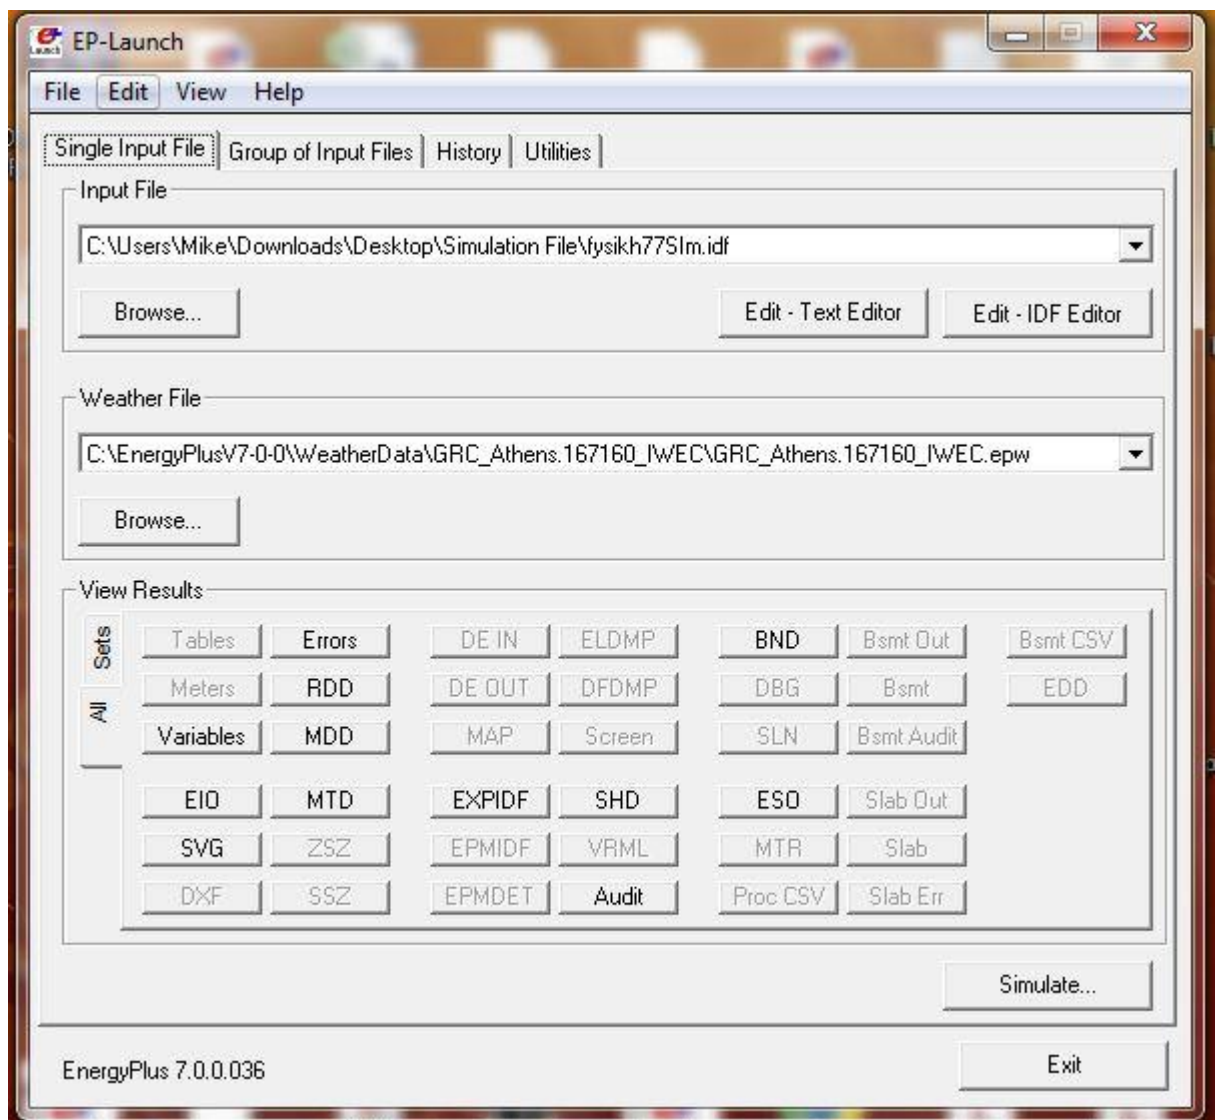 EP-Launch
File Edit View Help
Single Input File Group of Input Files History Utilities
Input File
C:\Users\Mike\Downloads\Desktop\Simulation File\fysikh77SIm.idf
Browse... Edit - Text Editor Edit - IDF Editor
Weather File
C:\EnergyPlusV7-0-0\WeatherData\GRC_Athens.167160_IWEC\GRC_Athens.167160_IWEC.epw
Browse...
View Results
Sets
All
Tables Errors DE IN ELDMP BND Bsmt Out Bsmt CSV
Meters RDD DE OUT DFDMP DBG Bsmt EDD
Variables MDD MAP Screen SLN Bsmt Audit
EIO MTD EXPIDF SHD ESO Slab Out
SVG ZSZ EPMIDF VRML MTR Slab
DXF SSZ EPMDET Audit Proc CSV Slab Err
Simulate...
EnergyPlus 7.0.0.036 Exit